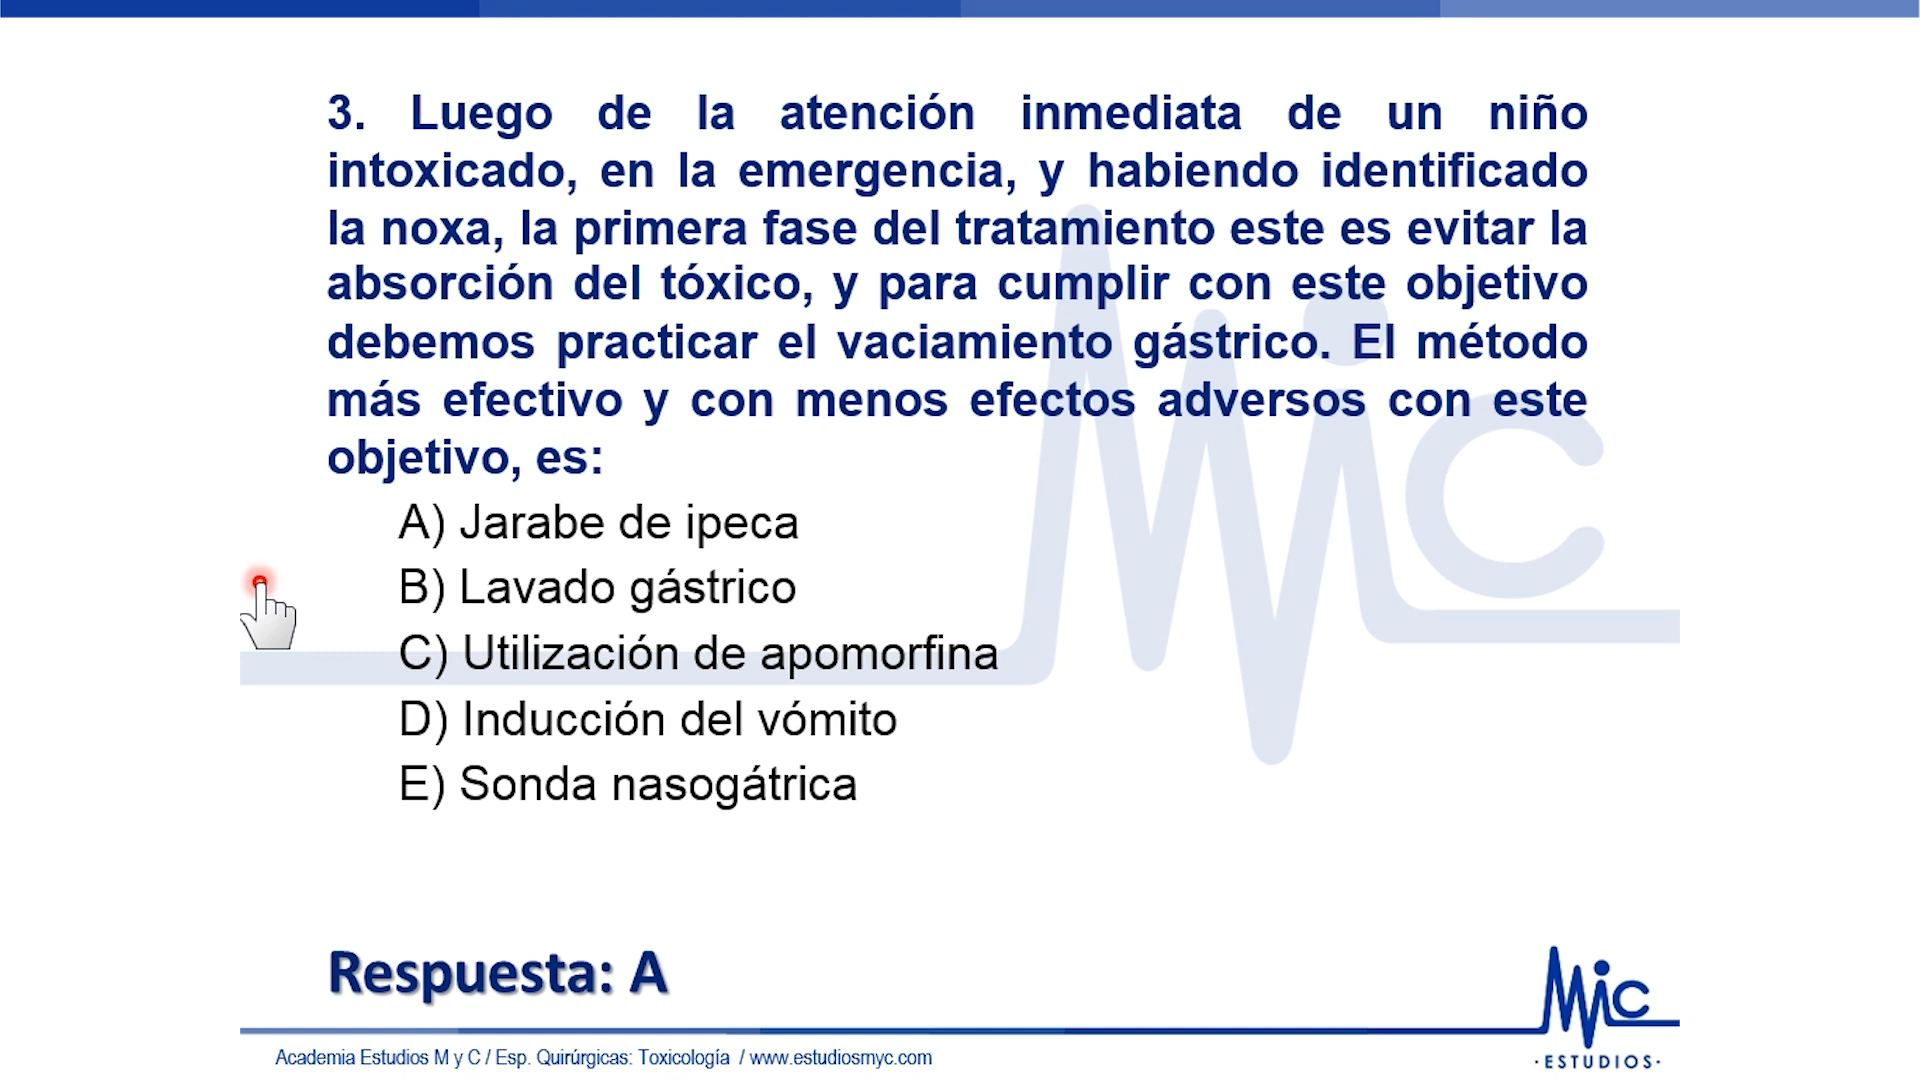 3. Luego de la atención inmediata de un niño
intoxicado, en la emergencia, y habiendo identificado
la noxa, la primera fase del tratamiento este es evitar la
absorción del tóxico, y para cumplir con este objetivo
debemos practicar el vaciamiento gástrico. El método
más efectivo y con menos efectos adversos con este
objetivo, es:
A) Jarabe de ipeca
B) Lavado gástrico
C) Utilización de apomorfina
D) Inducción del vómito
E) Sonda nasogátrica
Respuesta: A
Academia Estudios M y C / Esp. Quirúrgicas: Toxicología / www.estudiosmyc.com
MiC
·ESTUDIOS·